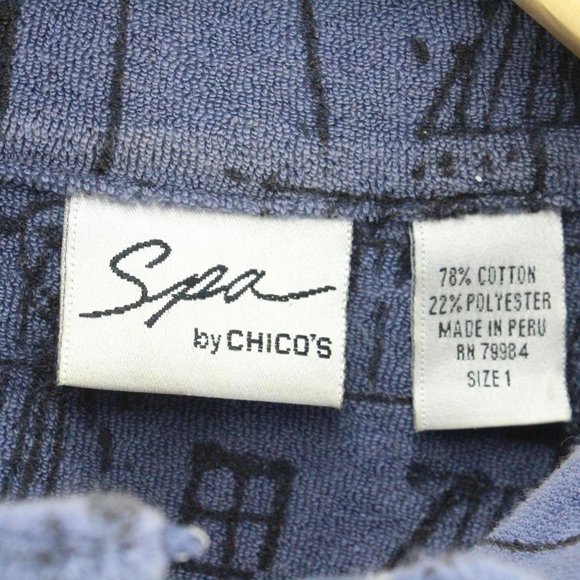 Spa
by CHICO'S
78% COTTON
22% POLYESTER
MADE IN PERU
RN 79984
SIZE 1